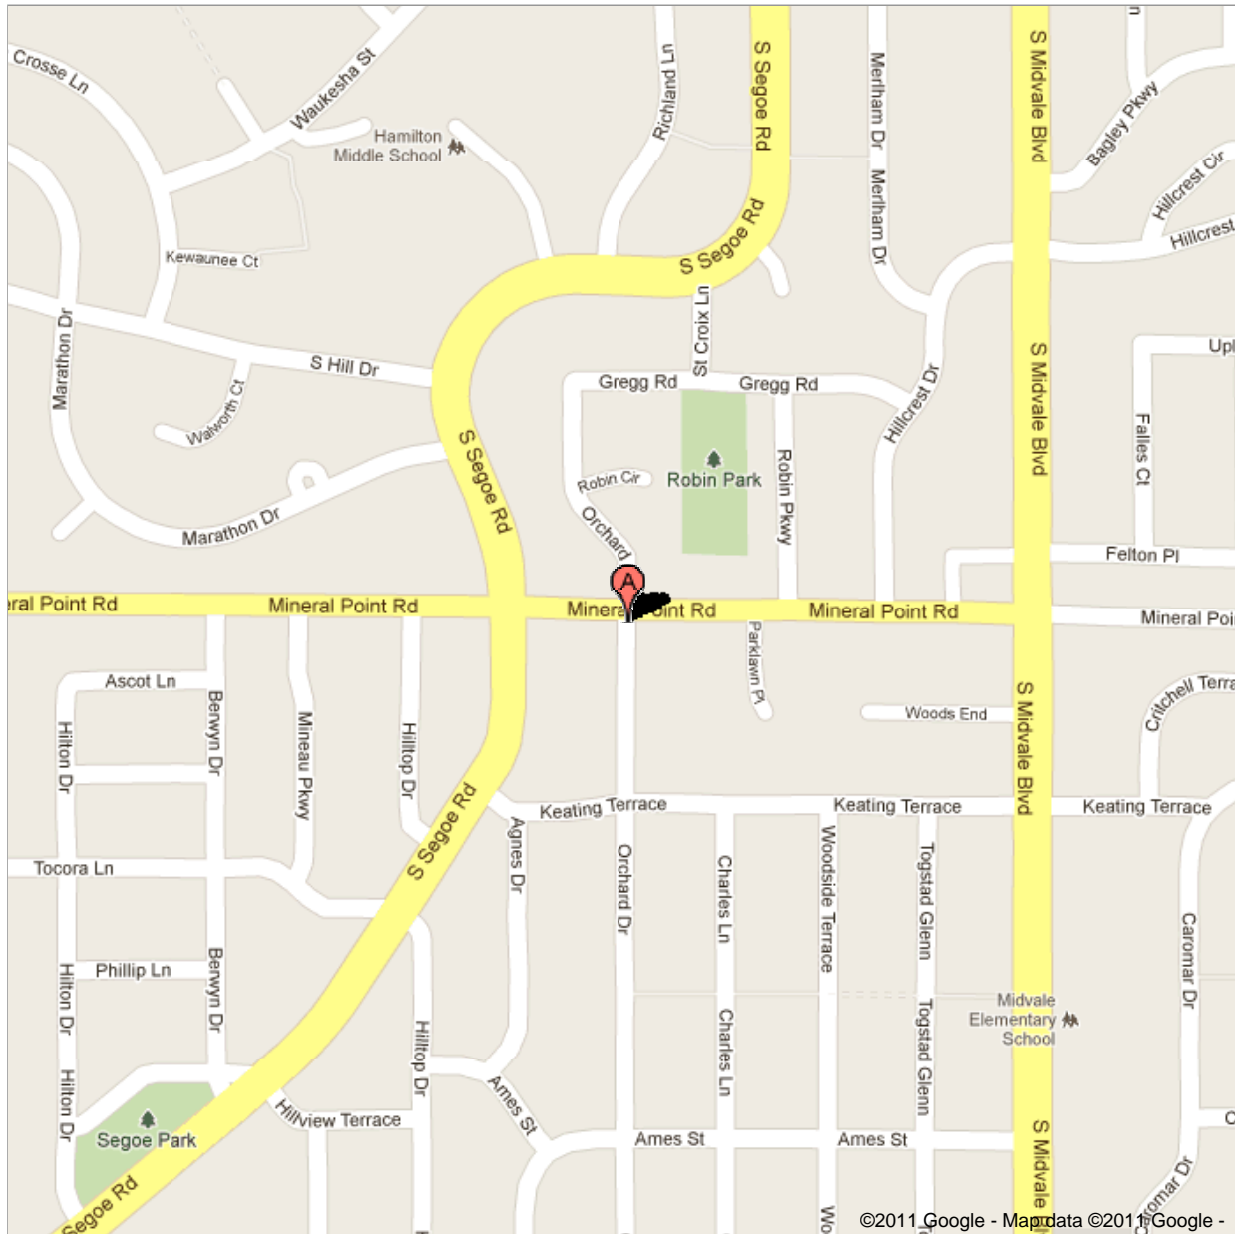 Crosse Ln
Waukesha St
Richland Ln
S Segoe Rd
Merlham Dr
S Midvale Blvd
Bagley Pkwy
Hamilton
Middle School
Merlham Dr
Hillcrest Cir
Hillcrest
S Segoe Rd
Kewaunee Ct
St Croix Ln
Marathon Dr
S Hill Dr
Walworth Ct
Gregg Rd
Gregg Rd
Hillcrest Dr
S Midvale Blvd
Upl
Falles Ct
S Segoe Rd
Robin Cir
Robin Park
Robin Pkwy
Marathon Dr
Orchard
Felton Pl
A
eral Point Rd
Mineral Point Rd
Mineral Point Rd
Mineral Point Rd
Mineral Poi
Parklawn Pl
Ascot Ln
Berwyn Dr
Hilton Dr
Mineau Pkwy
Hilltop Dr
Woods End
S Midvale Blvd
Critchell Terra
S Segoe Rd
Keating Terrace
Keating Terrace
Keating Terrace
Tocora Ln
Agnes Dr
Orchard Dr
Charles Ln
Woodside Terrace
Togstad Glenn
Caromar Dr
Phillip Ln
Hilton Dr
Berwyn Dr
Hilltop Dr
Charles Ln
Togstad Glenn
Midvale
Elementary
School
Hilton Dr
Segoe Park
Hillview Terrace
Ames St
Ames St
Ames St
S Midvale Bl
Caromar Dr
Segoe Rd
Wo
©2011 Google - Map data ©2011 Google -